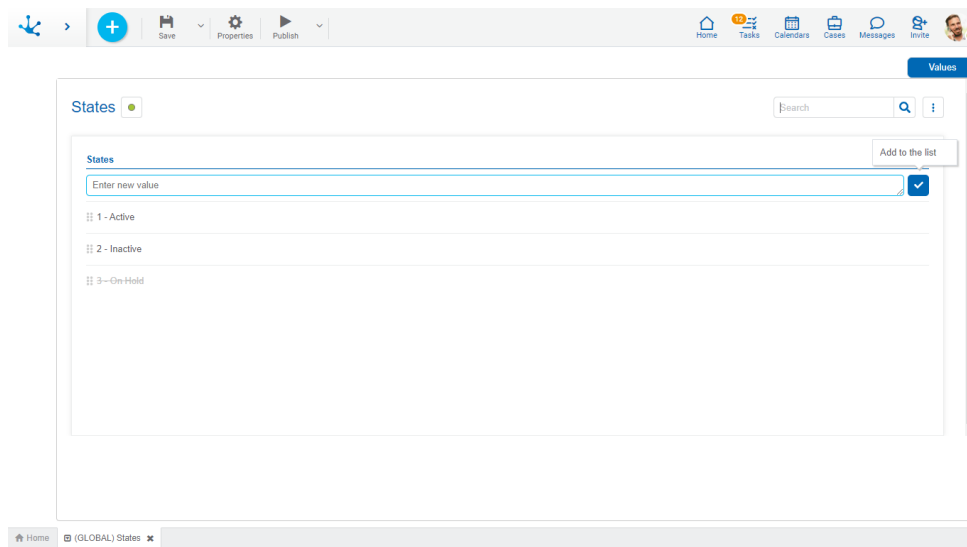 Save
Properties
Publish
Home
12
Tasks
Calendars
Cases
Messages
Invite
Values
States
Search
Add to the list
States
Enter new value
1 - Active
2 - Inactive
3 - On Hold
Home
(GLOBAL) States